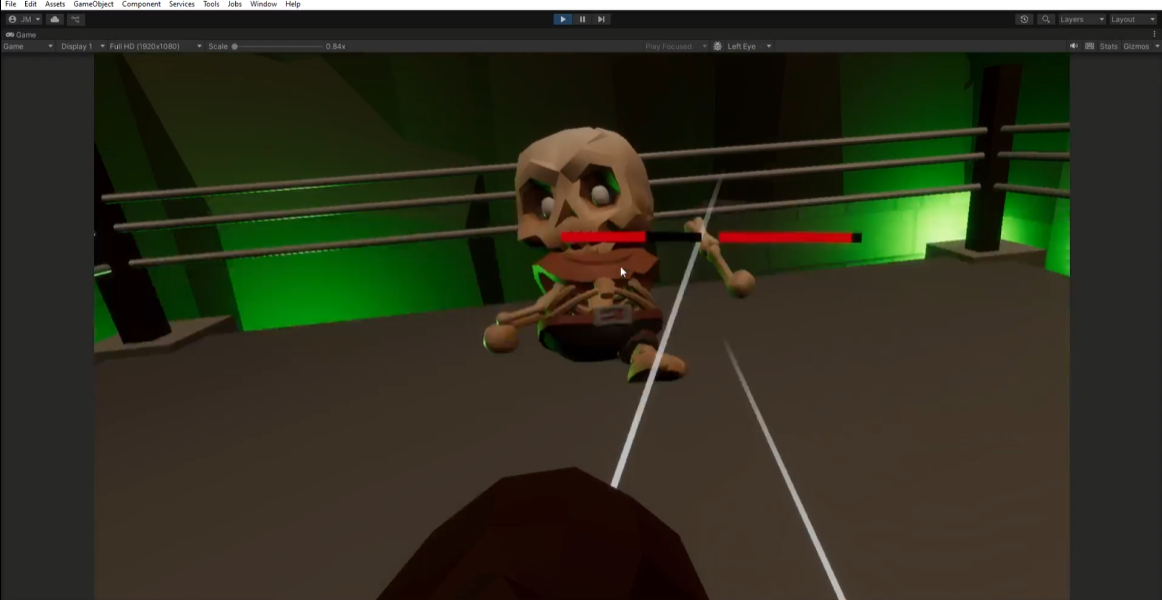 File Edit Assets GameObject Component Services Tools Jobs Window Help
JM Layers Layout
Game
Game Display 1 Full HD (1920x1080) Scale 0.84x Play Focused Left Eye Stats Gizmos